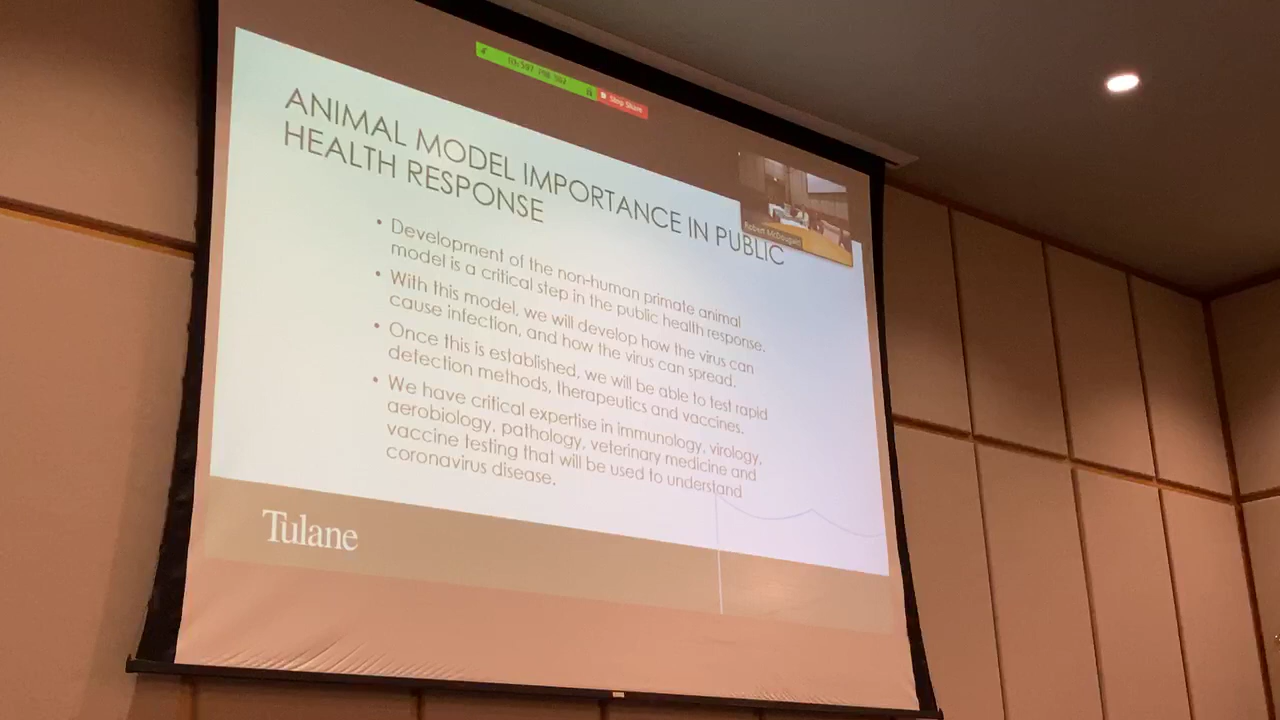 Stop Share
ANIMAL MODEL IMPORTANCE IN PUBLIC
HEALTH RESPONSE
Robert McDougald
• Development of the non-human primate animal
model is a critical step in the public health response.
• With this model, we will develop how the virus can
cause infection, and how the virus can spread.
• Once this is established, we will be able to test rapid
detection methods, therapeutics and vaccines.
• We have critical expertise in immunology, virology,
aerobiology, pathology, veterinary medicine and
vaccine testing that will be used to understand
coronavirus disease.
Tulane